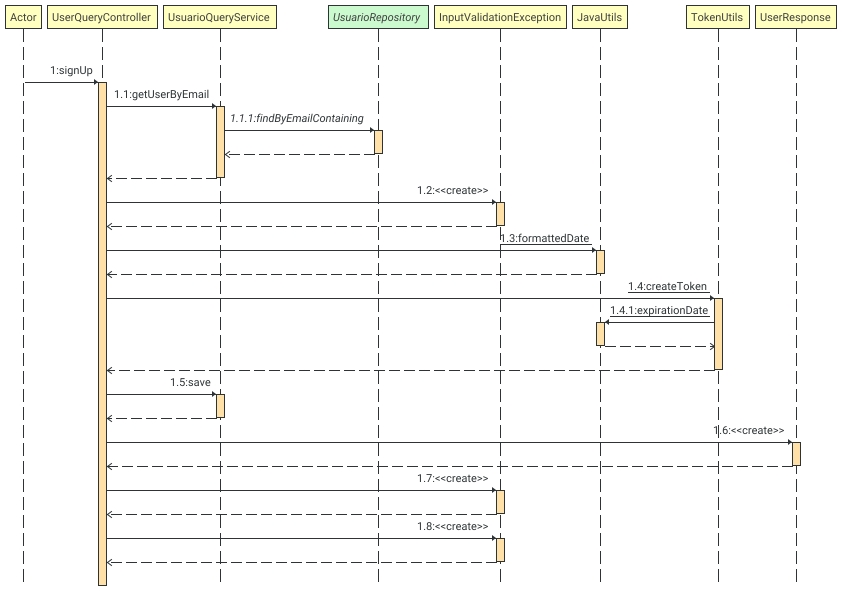 Actor
UserQueryController
UsuarioQueryService
UsuarioRepository
InputValidationException
JavaUtils
TokenUtils
UserResponse
1:signUp
1.1:getUserByEmail
1.1.1:findByEmailContaining
1.2:<<create>>
1.3:formattedDate
1.4:createToken
1.4.1:expirationDate
1.5:save
1.6:<<create>>
1.7:<<create>>
1.8:<<create>>